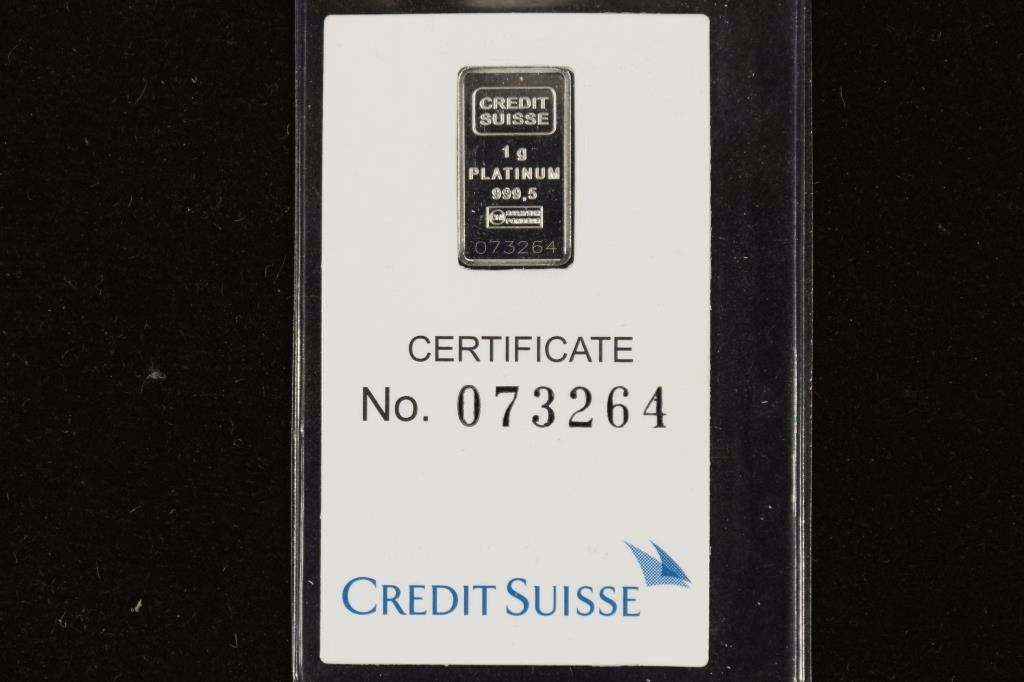 CREDIT
SUISSE
1 g
PLATINUM
999,5
073264
CERTIFICATE
No. 073264
CREDIT SUISSE